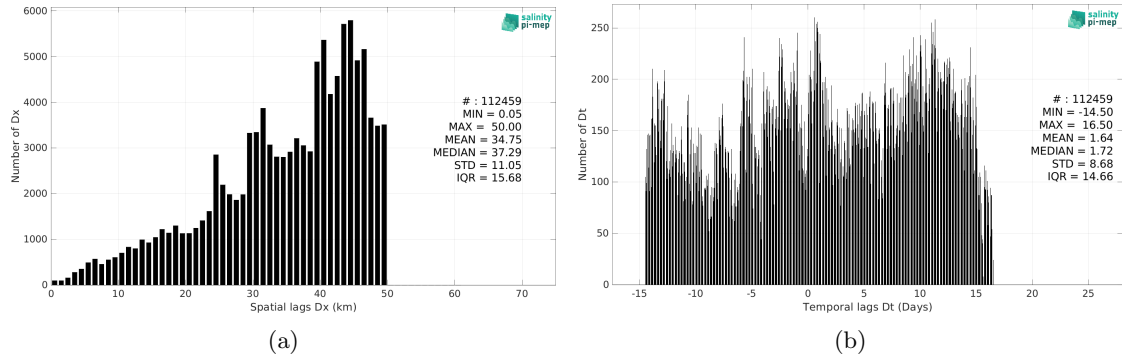 6000
5000
4000
3000
2000
1000
0
Number of Dx
0 10 20 30 40 50 60 70
Spatial lags Dx (km)
salinity
pi-mep
# : 112459
MIN = 0.05
MAX = 50.00
MEAN = 34.75
MEDIAN = 37.29
STD = 11.05
IQR = 15.68
(a)
250
200
150
100
50
0
Number of Dt
-15 -10 -5 0 5 10 15 20 25
Temporal lags Dt (Days)
salinity
pi-mep
# : 112459
MIN = -14.50
MAX = 16.50
MEAN = 1.64
MEDIAN = 1.72
STD = 8.68
IQR = 14.66
(b)